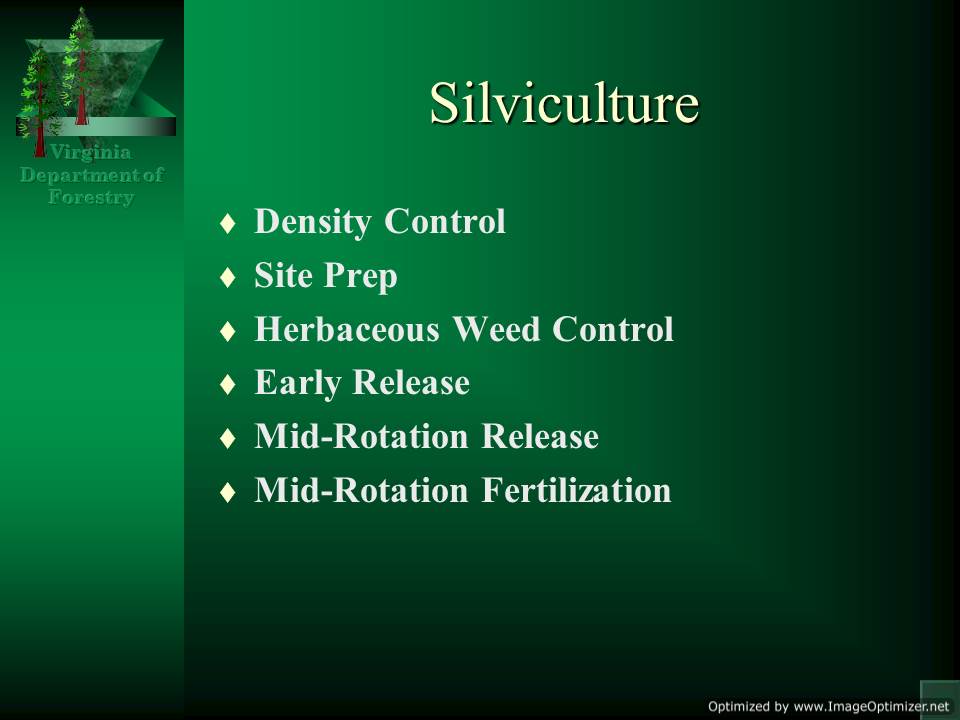 Virginia
Department of
Forestry
Silviculture
Density Control
Site Prep
Herbaceous Weed Control
Early Release
Mid-Rotation Release
Mid-Rotation Fertilization
Optimized by www.ImageOptimizer.net